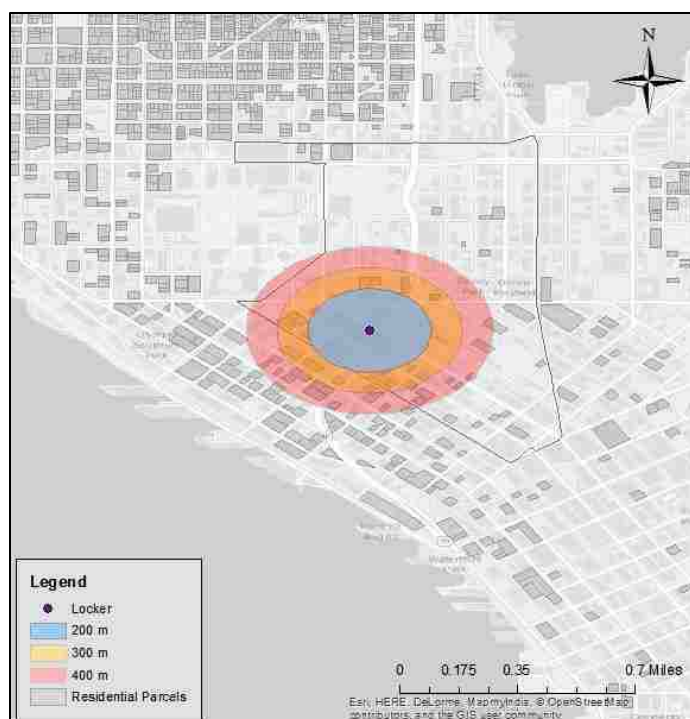 N
Legend
Locker
200 m
300 m
400 m
Residential Parcels
0 0.175 0.35 0.7 Miles
Esri, HERE, DeLorme, MapmyIndia, © OpenStreetMap
contributors, and the GIS user community